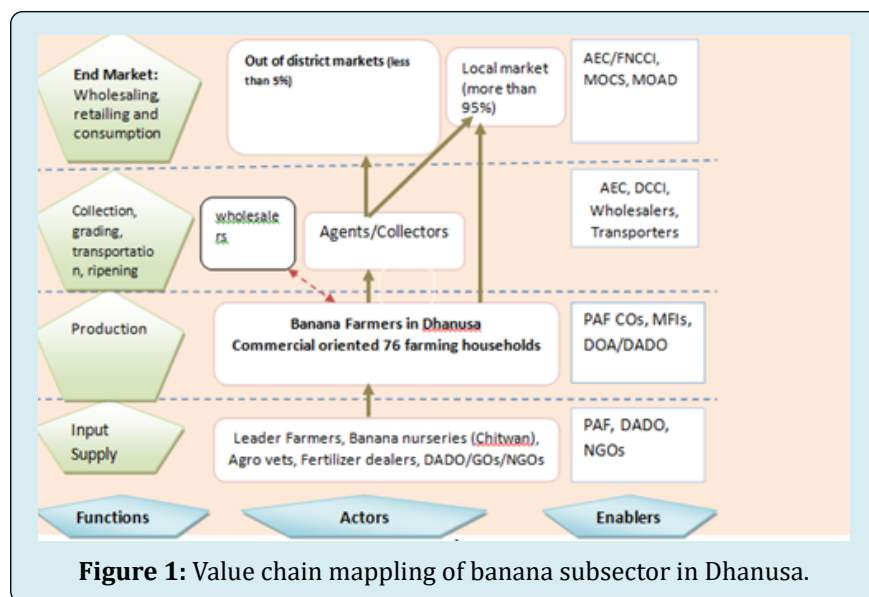 End Market:
Wholesaling,
retailing and
consumption
Out of district markets (less
than 5%)
Local market
(more than
95%)
AEC/FNCCI,
MOCS, MOAD
Collection,
grading,
transportatio
n, ripening
wholesale
rs
Agents/Collectors
AEC, DCCI,
Wholesalers,
Transporters
Production
Banana Farmers in Dhanusa
Commercial oriented 76 farming households
PAF COs, MFIs,
DOA/DADO
Input
Supply
Leader Farmers, Banana nurseries (Chitwan),
Agro vets, Fertilizer dealers, DADO/GOs/NGOs
PAF, DADO,
NGOs
Functions
Actors
Enablers
Figure 1: Value chain mappling of banana subsector in Dhanusa.